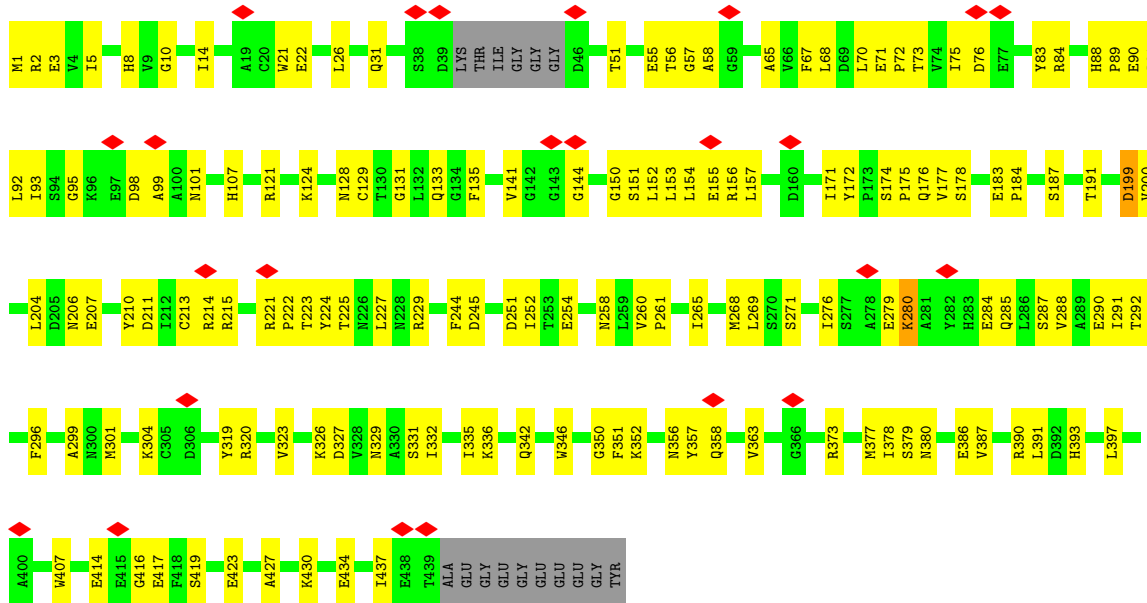 M1 R2 E3 V4 I5 H8 V9 G10 I14 A19 C20 W21 E22 L26 Q31 S38 D39 LYS THR ILE GLY GLY GLY D46 T51 E55 T56 G57 A58 G59 A65 V66 F67 L68 D69 L70 E71 P72 T73 V74 I75 D76 E77 Y83 R84 H88 P89 E90
L92 I93 S94 G95 K96 E97 D98 A99 A100 N101 H107 R121 K124 N128 C129 T130 G131 L132 Q133 G134 F135 V141 G142 G143 G144 G150 S151 L152 L153 L154 E155 R156 L157 D160 I171 Y172 P173 S174 P175 Q176 V177 S178 E183 P184 S187 T191 D199 V200
L204 D205 N206 E207 Y210 D211 I212 C213 R214 R215 R221 P222 T223 Y224 T225 N226 L227 N228 R229 F244 D245 D251 I252 T253 E254 N258 L259 V260 P261 I265 M268 L269 S270 S271 I276 S277 A278 E279 K280 A281 Y282 H283 E284 Q285 L286 S287 V288 A289 E290 I291 T292
F296 A299 N300 M301 K304 C305 D306 Y319 R320 V323 K326 D327 V328 N329 A330 S331 I332 I335 K336 Q342 W346 G350 F351 K352 N356 Y357 Q358 V363 G366 R373 M377 I378 S379 N380 E386 V387 R390 L391 D392 H393 L397
A400 W407 E414 E415 G416 E417 F418 S419 E423 A427 K430 E434 I437 E438 T439 ALA GLU GLY GLU GLY GLU GLU GLU GLY TYR